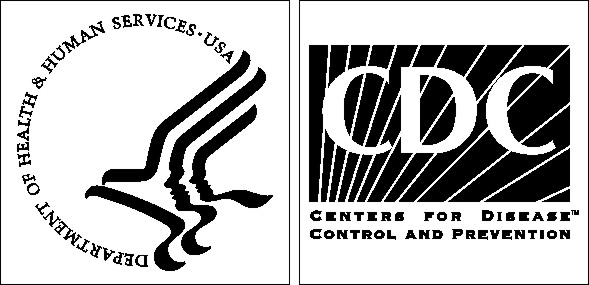 DEPARTMENT OF HEALTH & HUMAN SERVICES • USA
CDC
CENTERS FOR DISEASE™
CONTROL AND PREVENTION